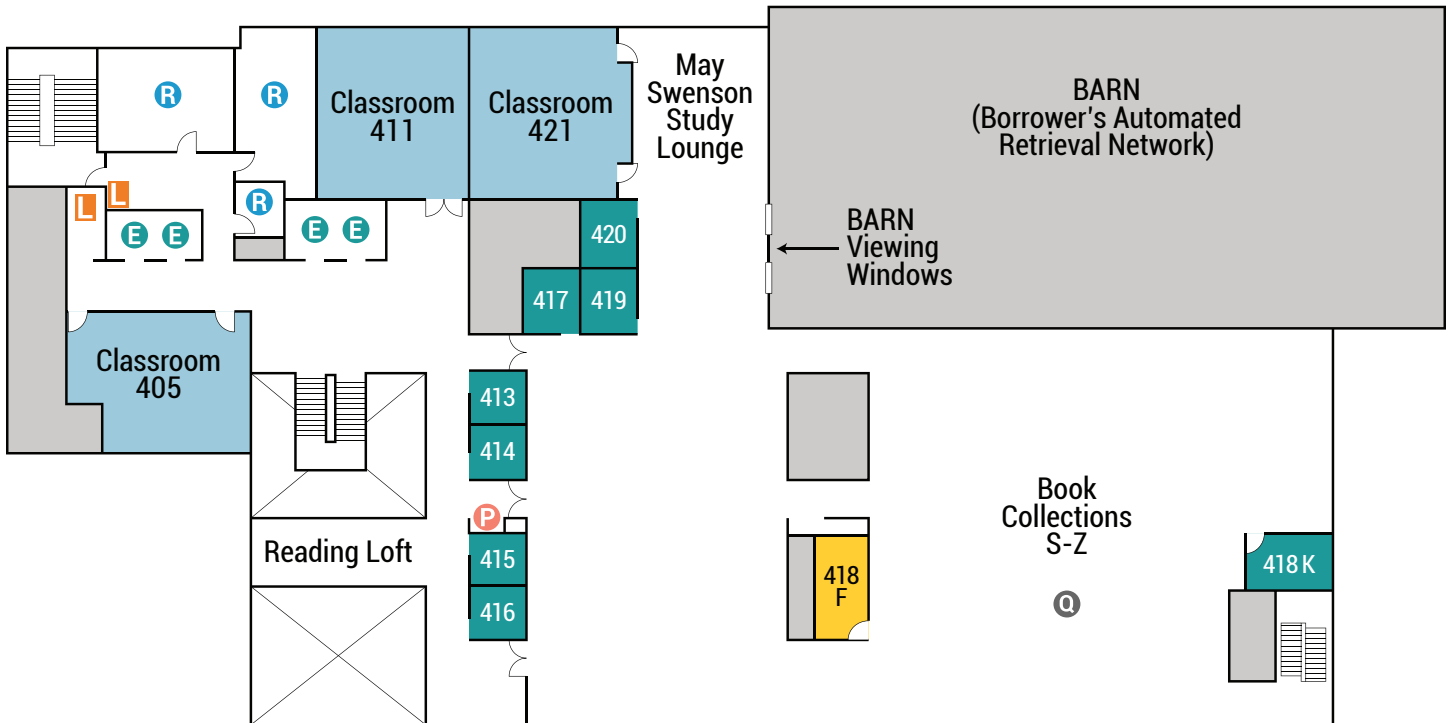 R
R
Classroom
411
Classroom
421
May
Swenson
Study
Lounge
BARN
(Borrower's Automated
Retrieval Network)
L
L
R
E
E
E
E
420
417
419
BARN
Viewing
Windows
Classroom
405
413
414
P
Reading Loft
415
416
418
F
Book
Collections
S-Z
Q
418 K